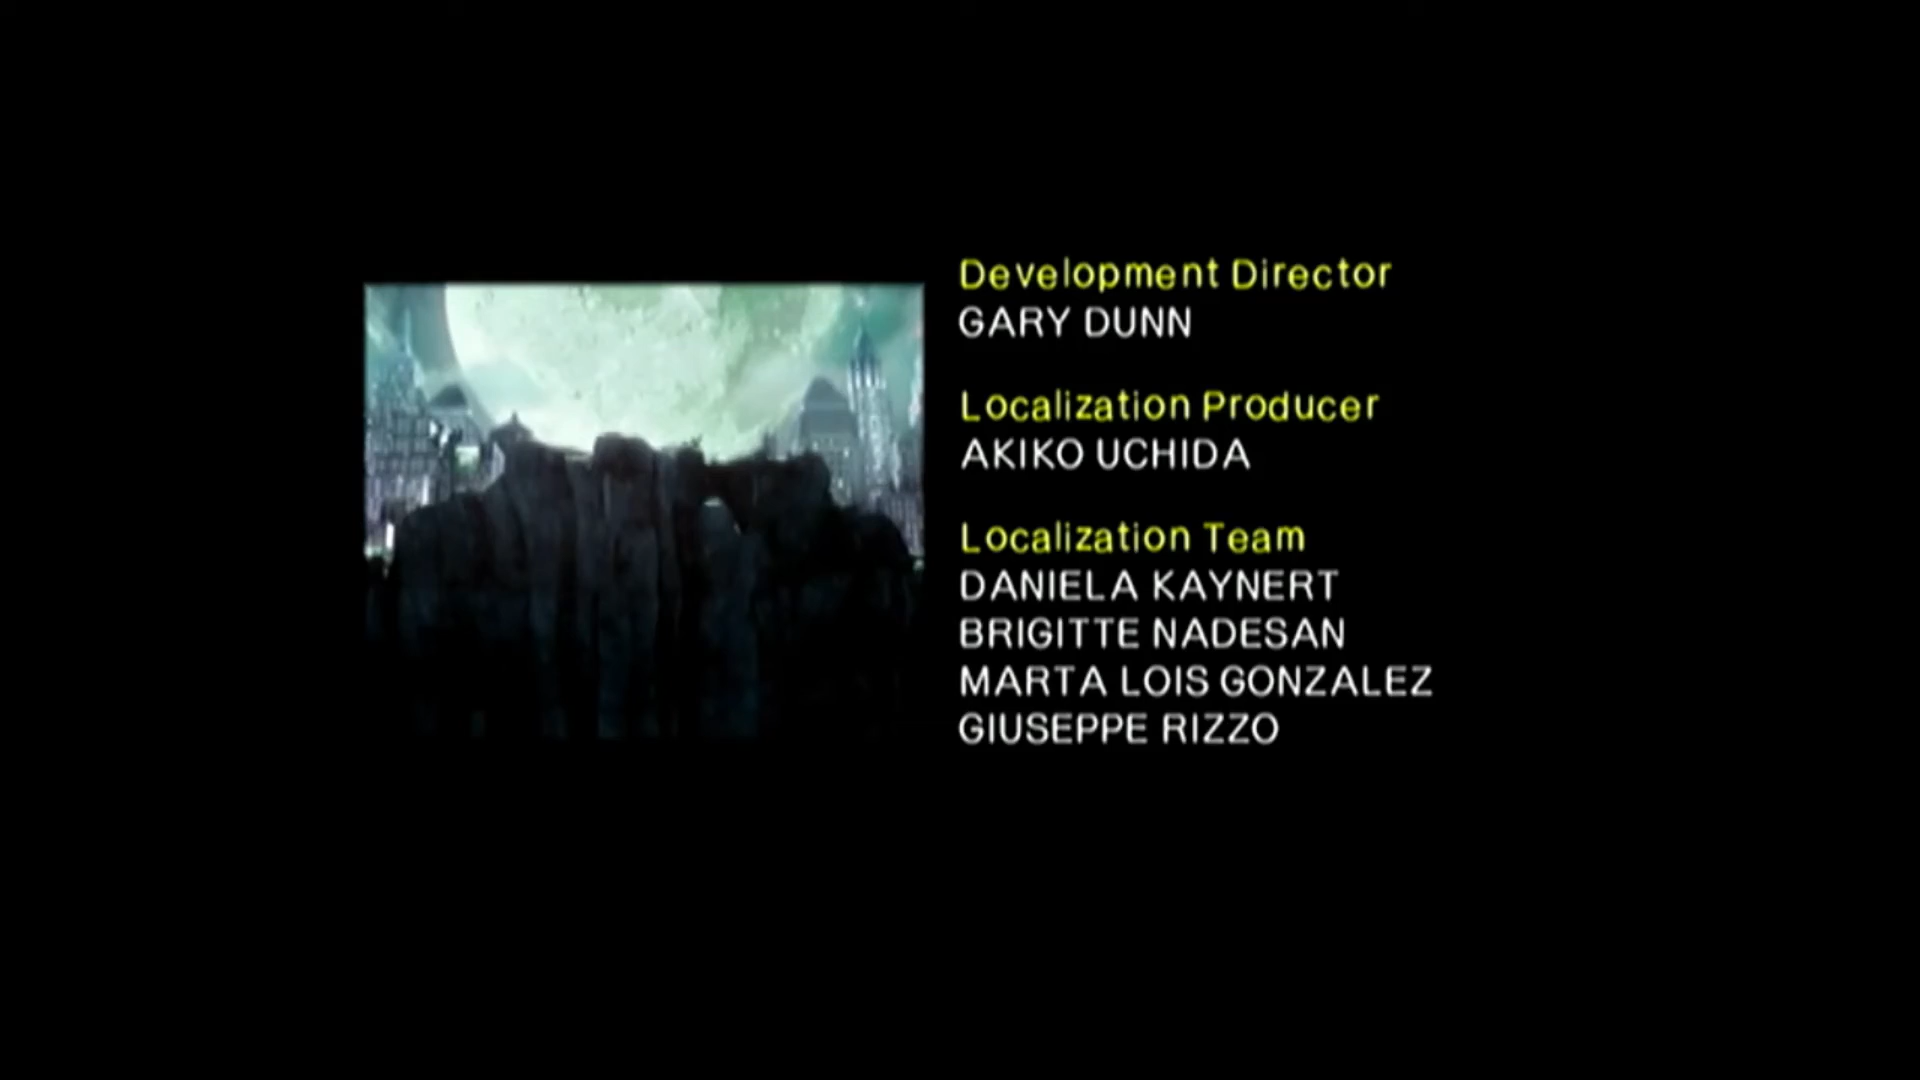 Development Director
GARY DUNN
Localization Producer
AKIKO UCHIDA
Localization Team
DANIELA KAYNERT
BRIGITTE NADESAN
MARTA LOIS GONZALEZ
GIUSEPPE RIZZO